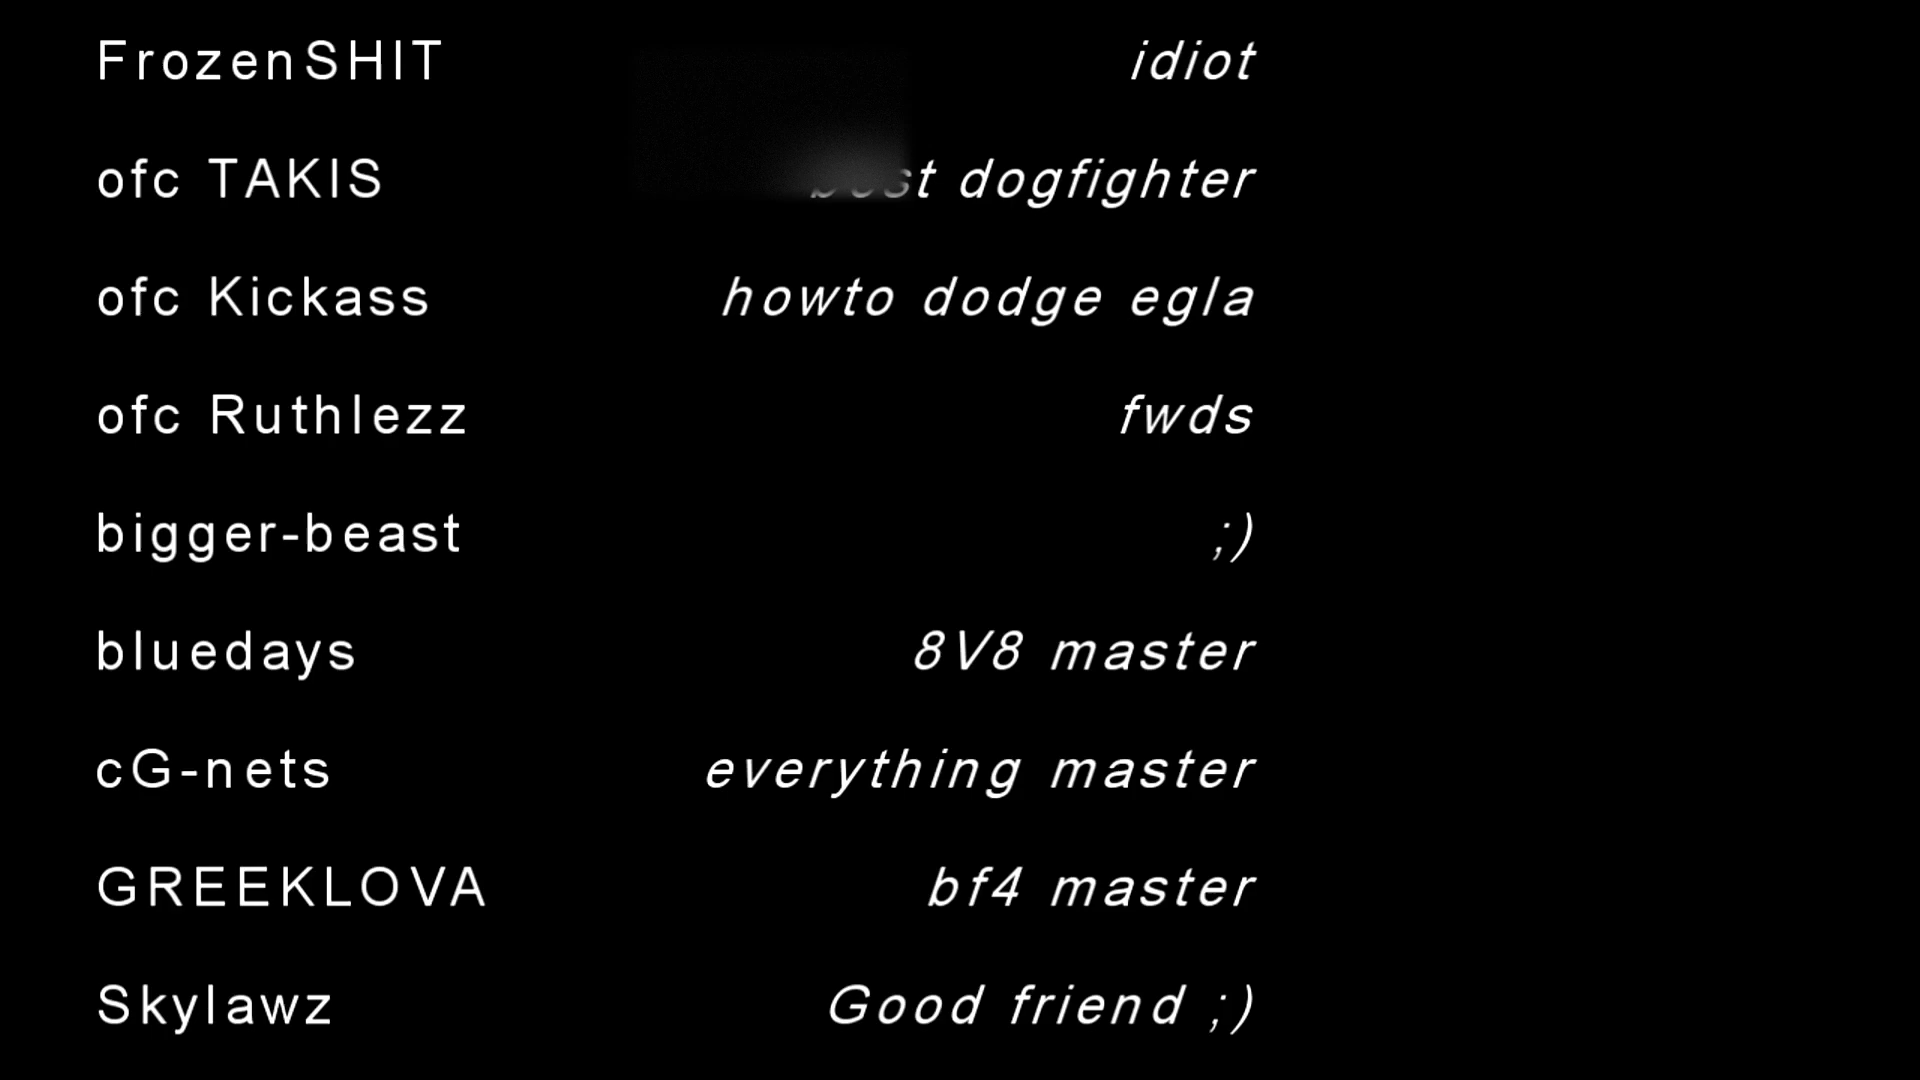 FrozenSHIT idiot
ofc TAKIS best dogfighter
ofc Kickass howto dodge egla
ofc Ruthlezz fwds
bigger-beast ;)
bluedays 8V8 master
cG-nets everything master
GREEKLOVA bf4 master
Skylawz Good friend ;)